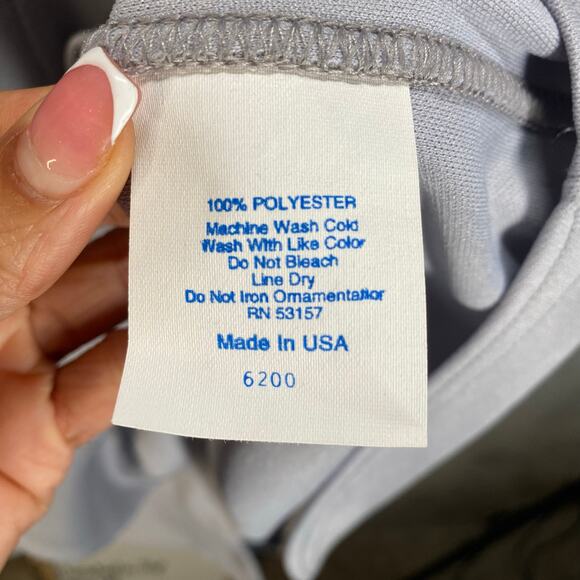 100% POLYESTER
Machine Wash Cold
Wash With Like Color
Do Not Bleach
Line Dry
Do Not Iron Ornamentation
RN 53157
Made In USA
6200